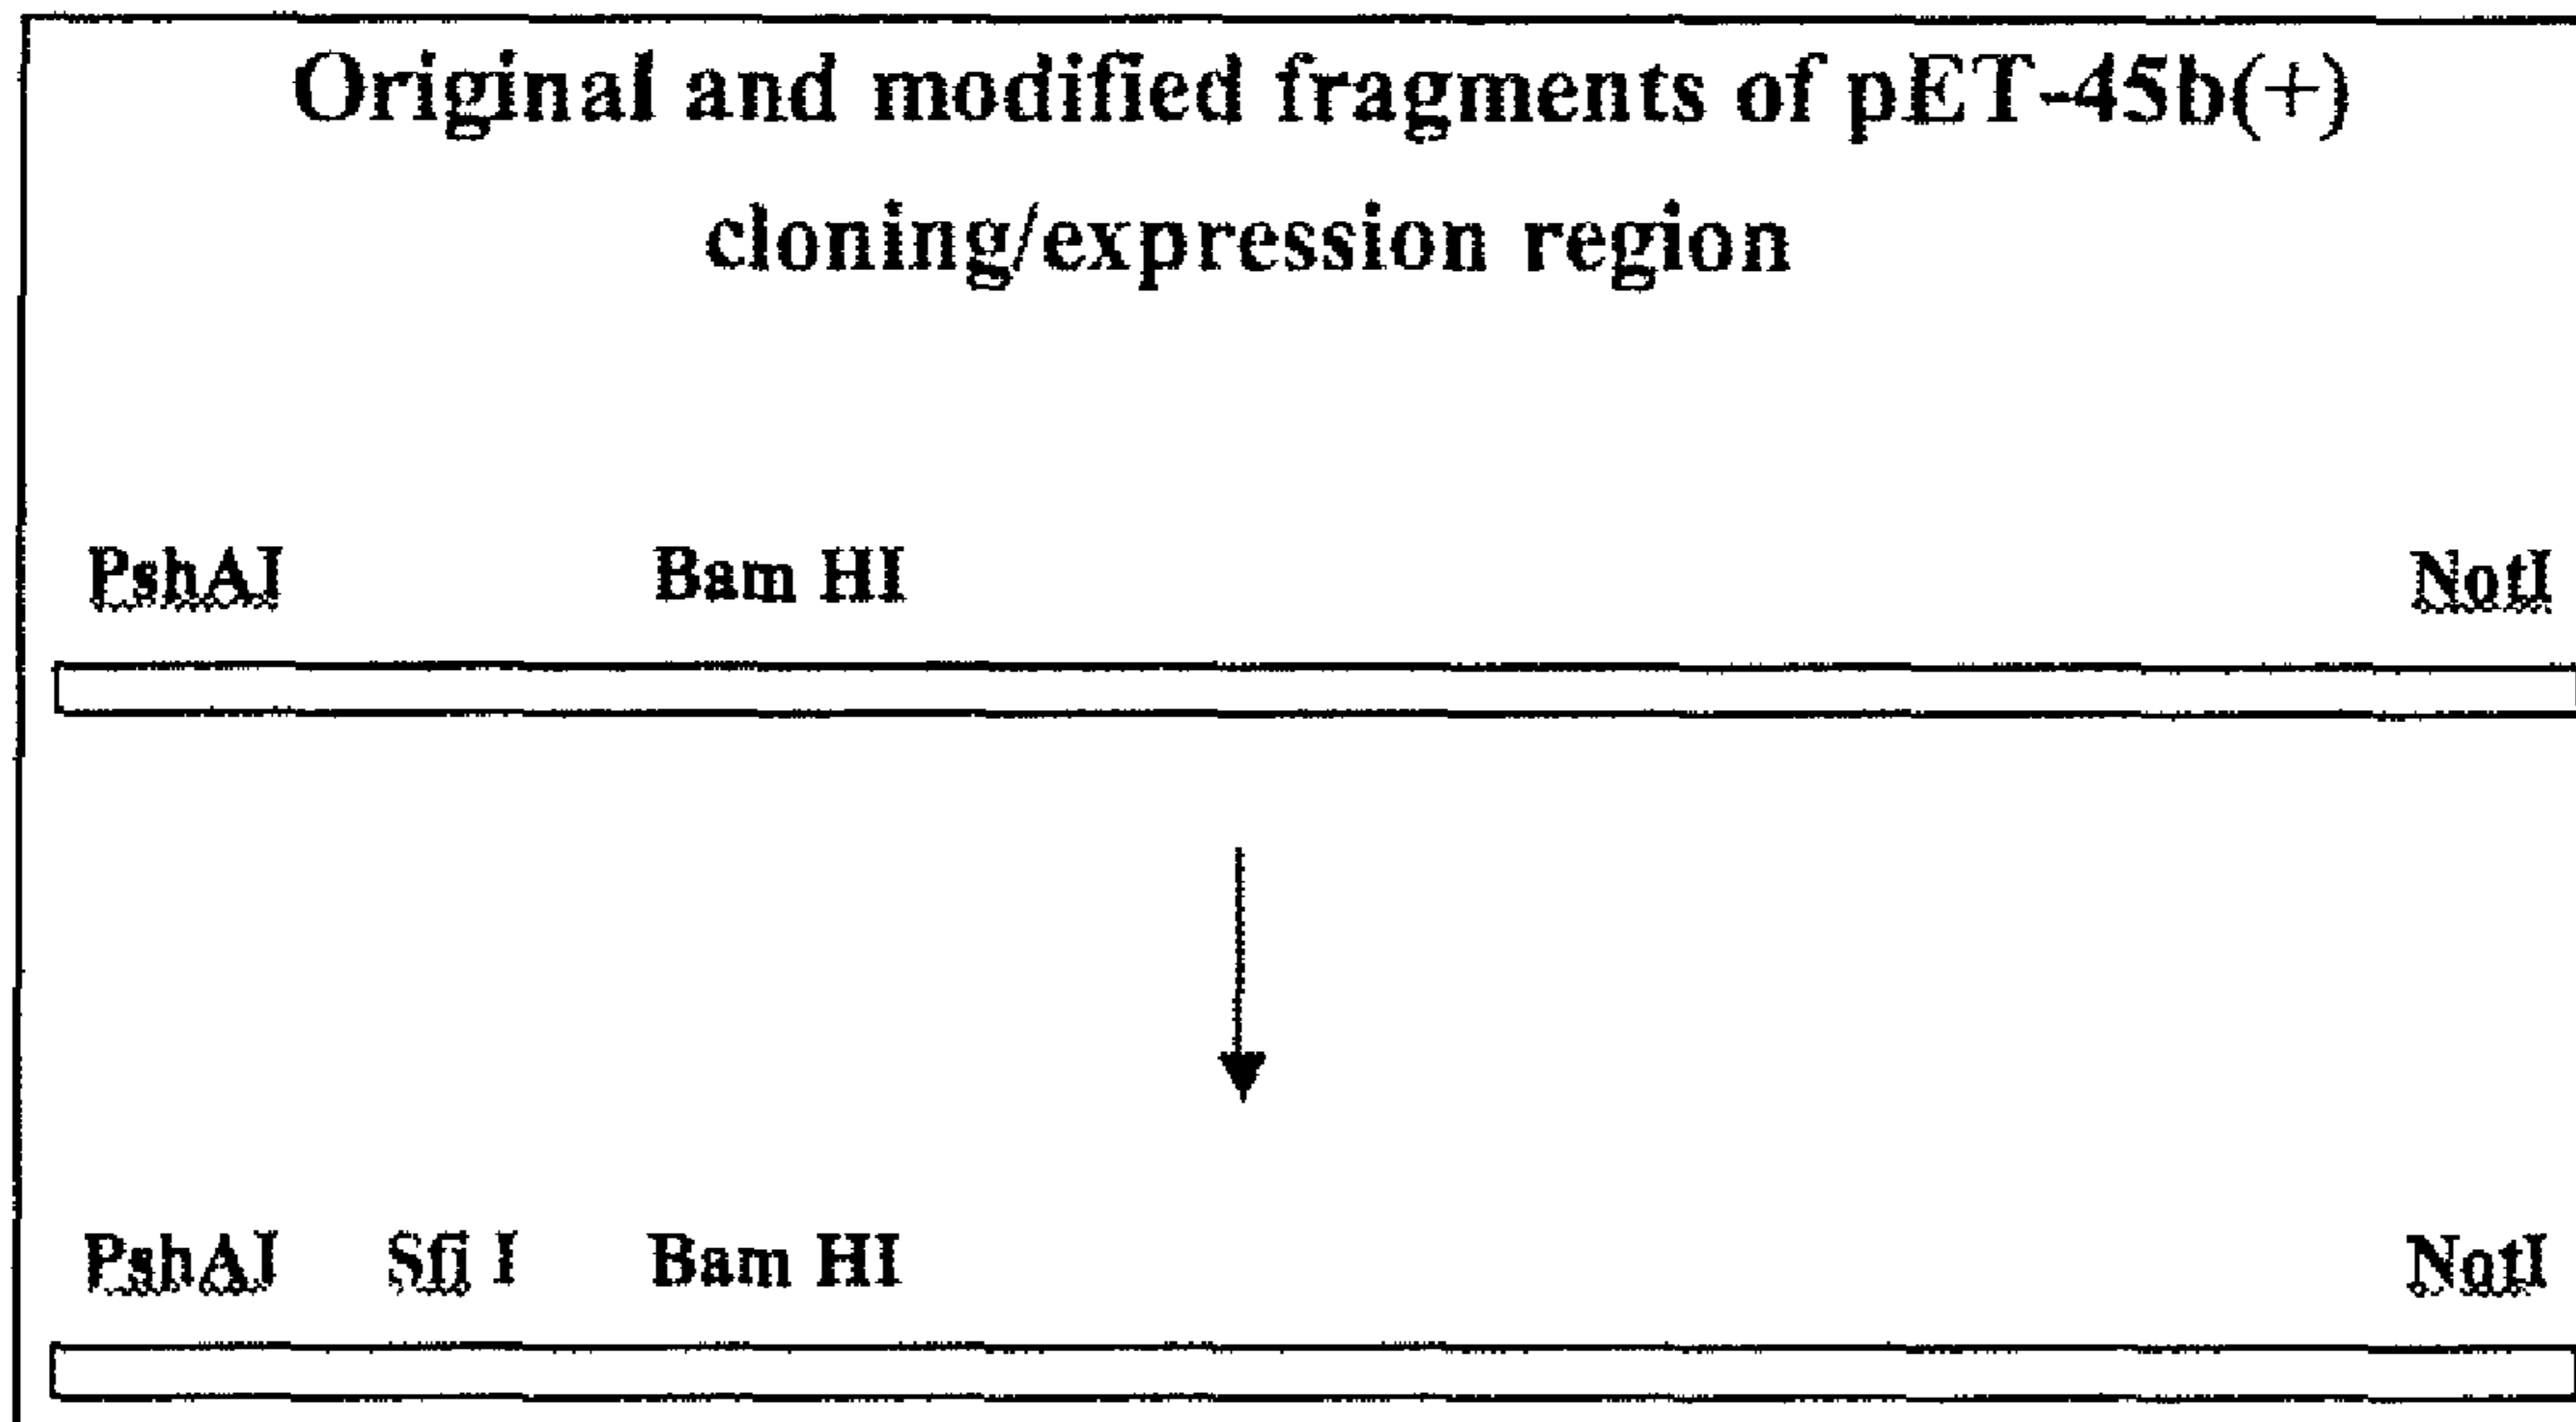 Original and modified fragments of pET-45b(+)
cloning/expression region
PshAI Bam HI NotI
PshAI Sfi I Bam HI NotI